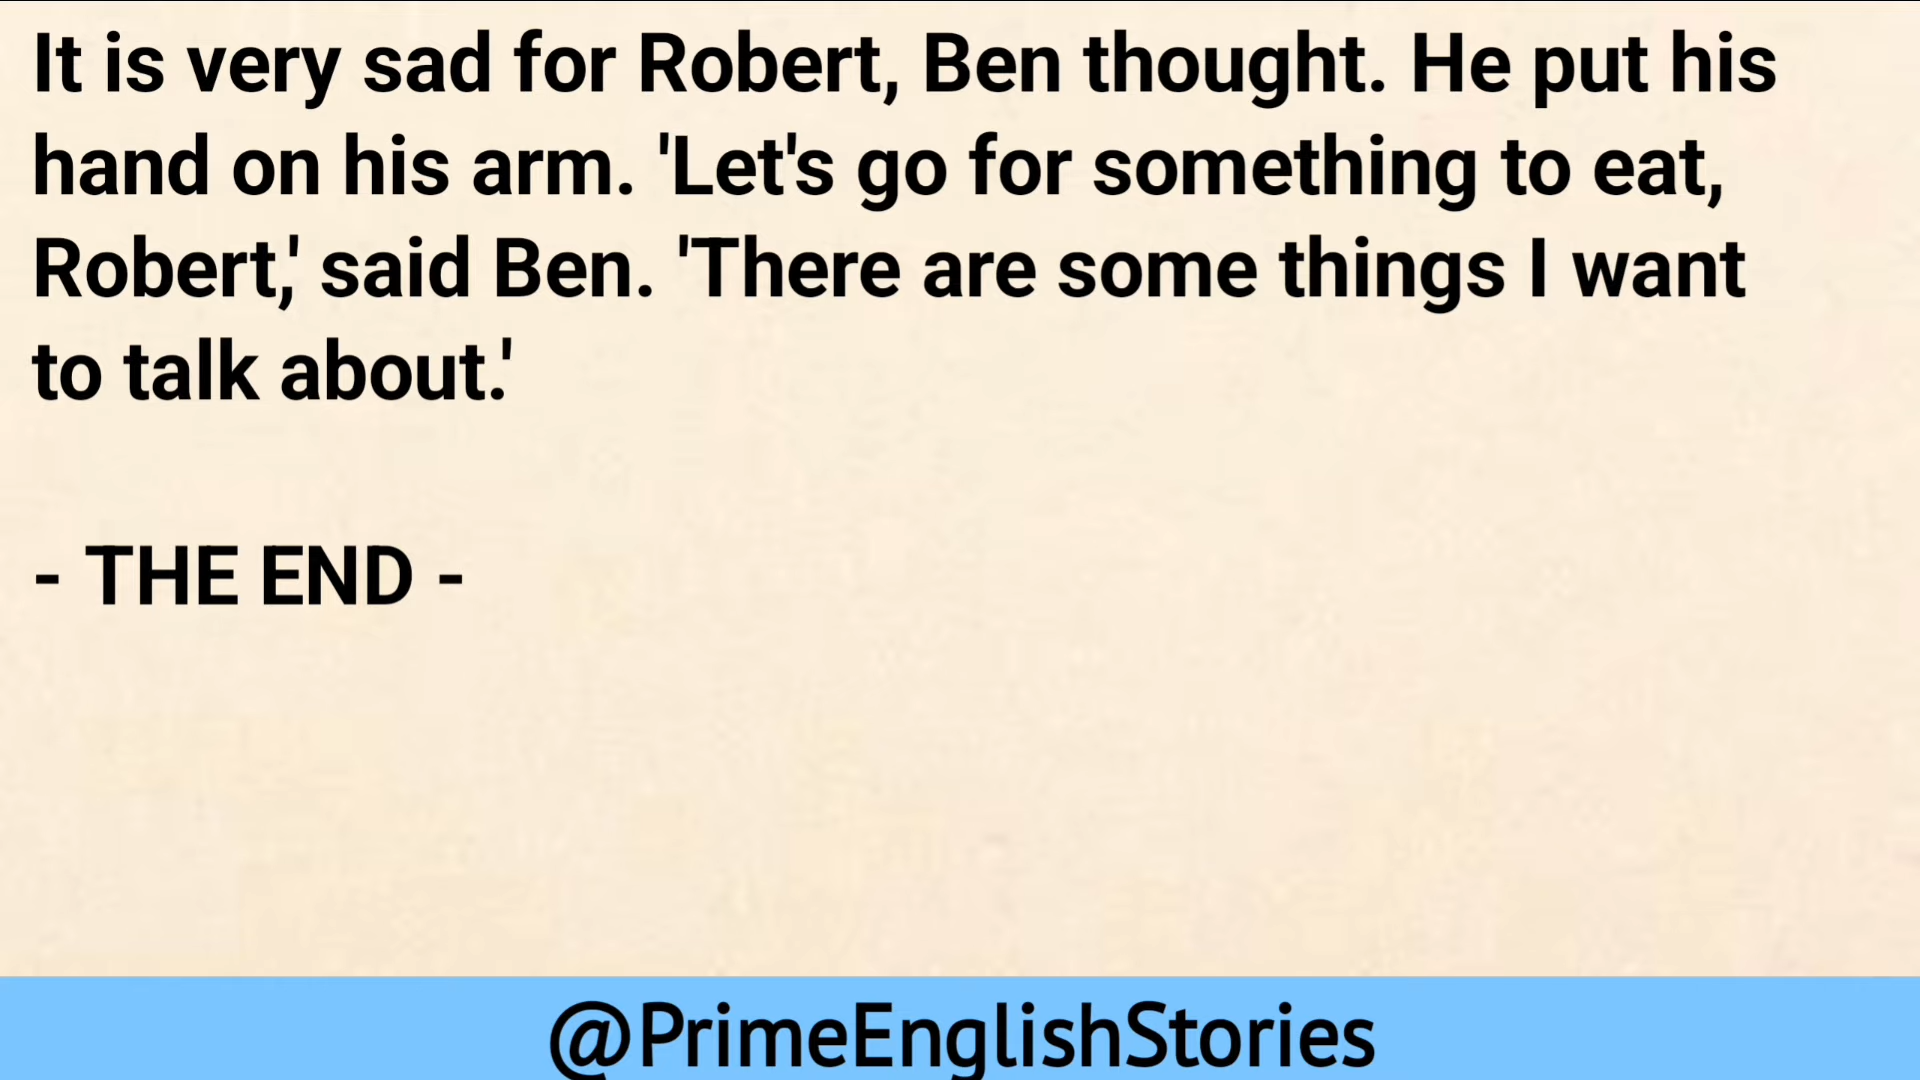 It is very sad for Robert, Ben thought. He put his
hand on his arm. 'Let's go for something to eat,
Robert,' said Ben. 'There are some things I want
to talk about.'
- THE END -
@PrimeEnglishStories